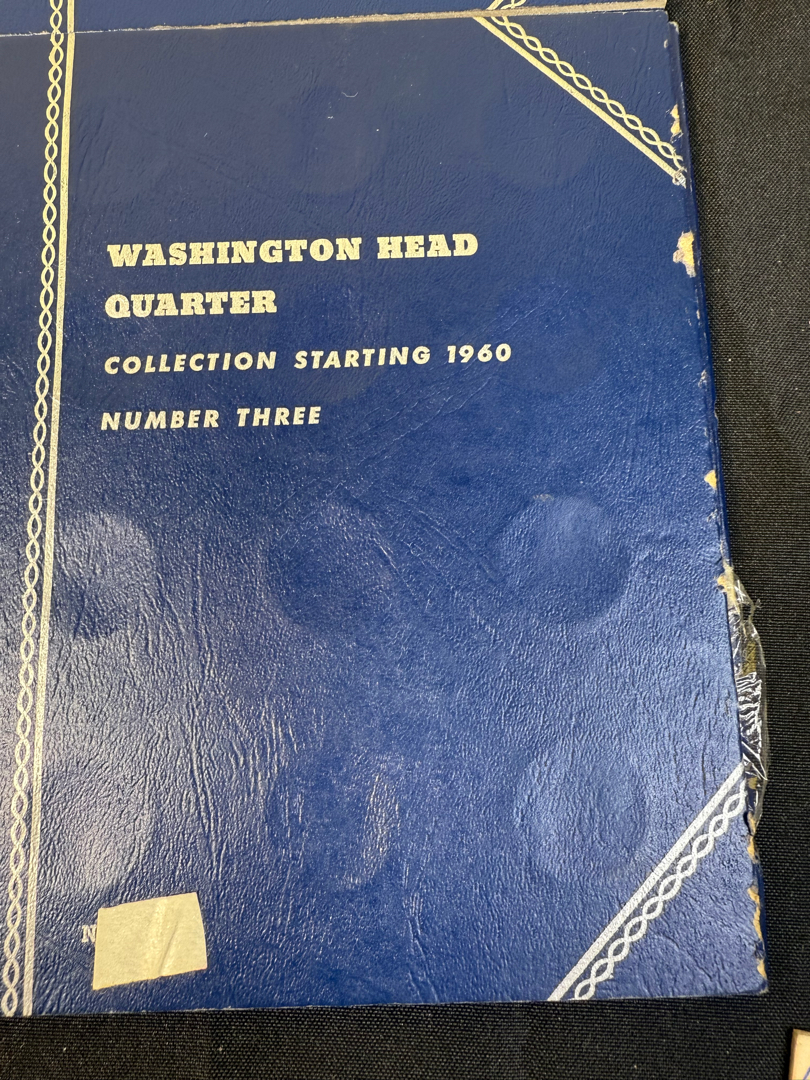 WASHINGTON HEAD
QUARTER
COLLECTION STARTING 1960
NUMBER THREE